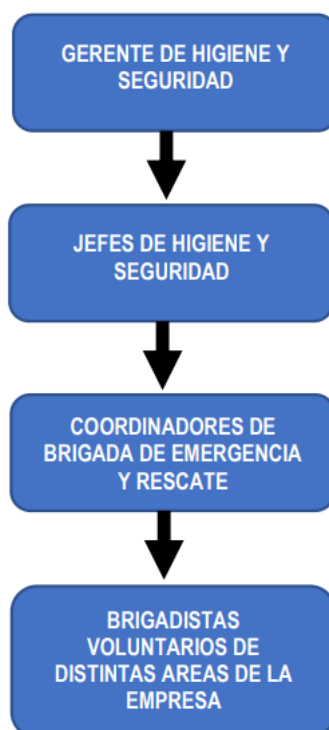 GERENTE DE HIGIENE Y
SEGURIDAD
JEFES DE HIGIENE Y
SEGURIDAD
COORDINADORES DE
BRIGADA DE EMERGENCIA
Y RESCATE
BRIGADISTAS
VOLUNTARIOS DE
DISTINTAS AREAS DE LA
EMPRESA